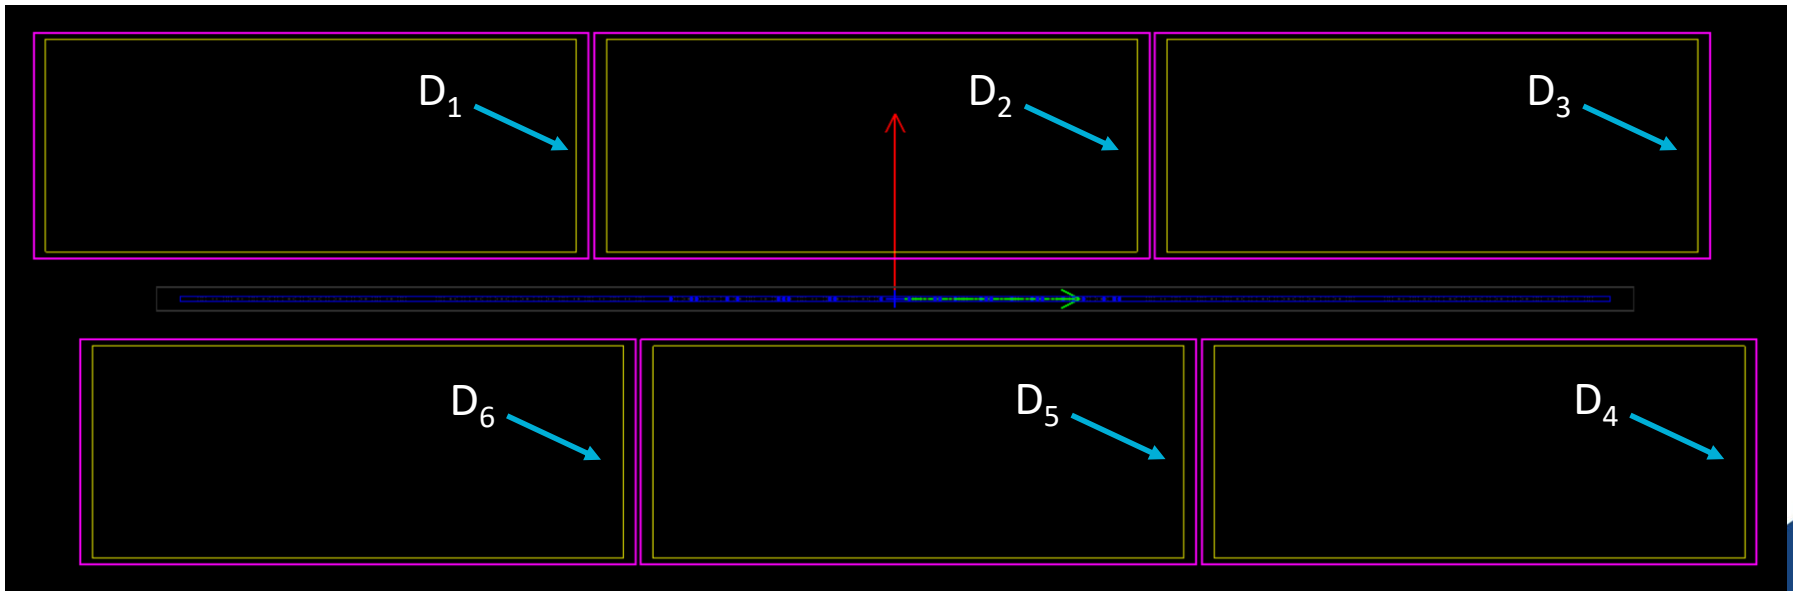 D₁ D₂ D₃
D₆ D₅ D₄